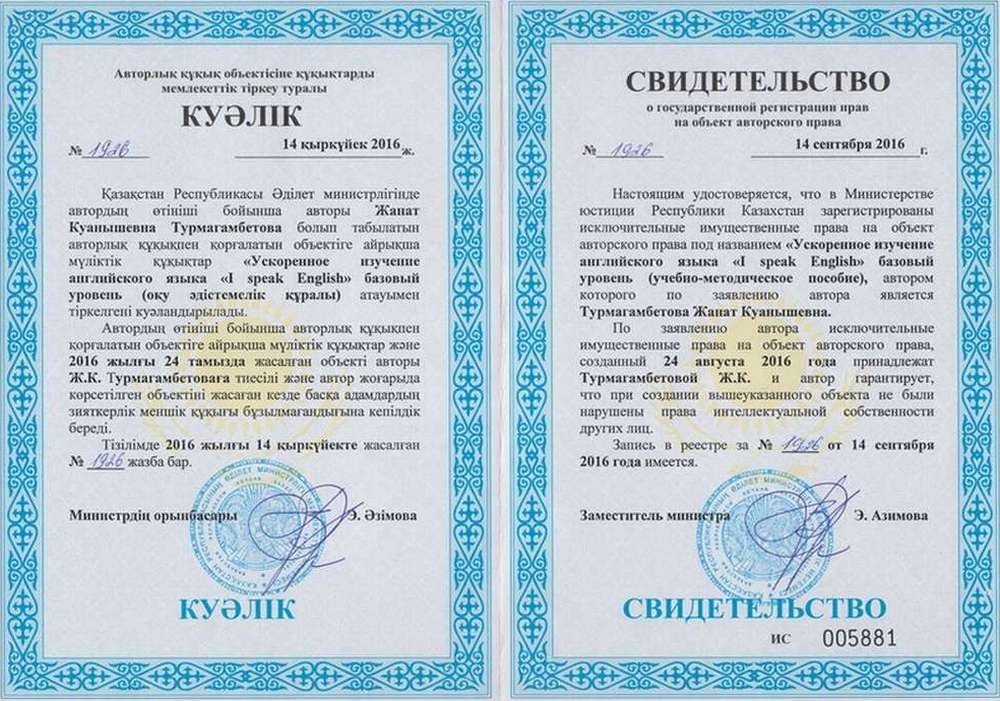 Авторлық құқық объектісіне құқықтарды
мемлекеттік тіркеу туралы
КУӘЛІК
№ 1926 14 қыркүйек 2016 ж.
Қазақстан Республикасы Әділет министрлігінде
автордың өтініші бойынша авторы Жанат
Куанышевна Турмагамбетова болып табылатын
авторлық құқықпен қорғалатын объектіге айрықша
мүліктік құқықтар «Ускоренное изучение
английского языка «I speak English» базовый
уровень (оқу әдістемелік құралы) атауымен
тіркелгені куәландырылады.
Автордың өтініші бойынша авторлық құқықпен
қорғалатын объектіге айрықша мүліктік құқықтар және
2016 жылғы 24 тамызда жасалған объекті авторы
Ж.К. Турмагамбетоваға тиесілі және автор жоғарыда
көрсетілген объектіні жасаған кезде басқа адамдардың
зияткерлік меншік құқығы бұзылмағандығына кепілдік
береді.
Тізілімде 2016 жылғы 14 қыркүйекте жасалған
№ 1926 жазба бар.
Министрдің орынбасары Э. Әзімова
КУӘЛІК
СВИДЕТЕЛЬСТВО
о государственной регистрации прав
на объект авторского права
№ 1926 14 сентября 2016 г.
Настоящим удостоверяется, что в Министерстве
юстиции Республики Казахстан зарегистрированы
исключительные имущественные права на объект
авторского права под названием «Ускоренное изучение
английского языка «I speak English» базовый
уровень (учебно-методическое пособие), автором
которого по заявлению автора является
Турмагамбетова Жанат Куанышевна.
По заявлению автора исключительные
имущественные права на объект авторского права,
созданный 24 августа 2016 года принадлежат
Турмагамбетовой Ж.К. и автор гарантирует,
что при создании вышеуказанного объекта не были
нарушены права интеллектуальной собственности
других лиц.
Запись в реестре за № 1926 от 14 сентября
2016 года имеется.
Заместитель министра Э. Азимова
СВИДЕТЕЛЬСТВО
ИС 005881